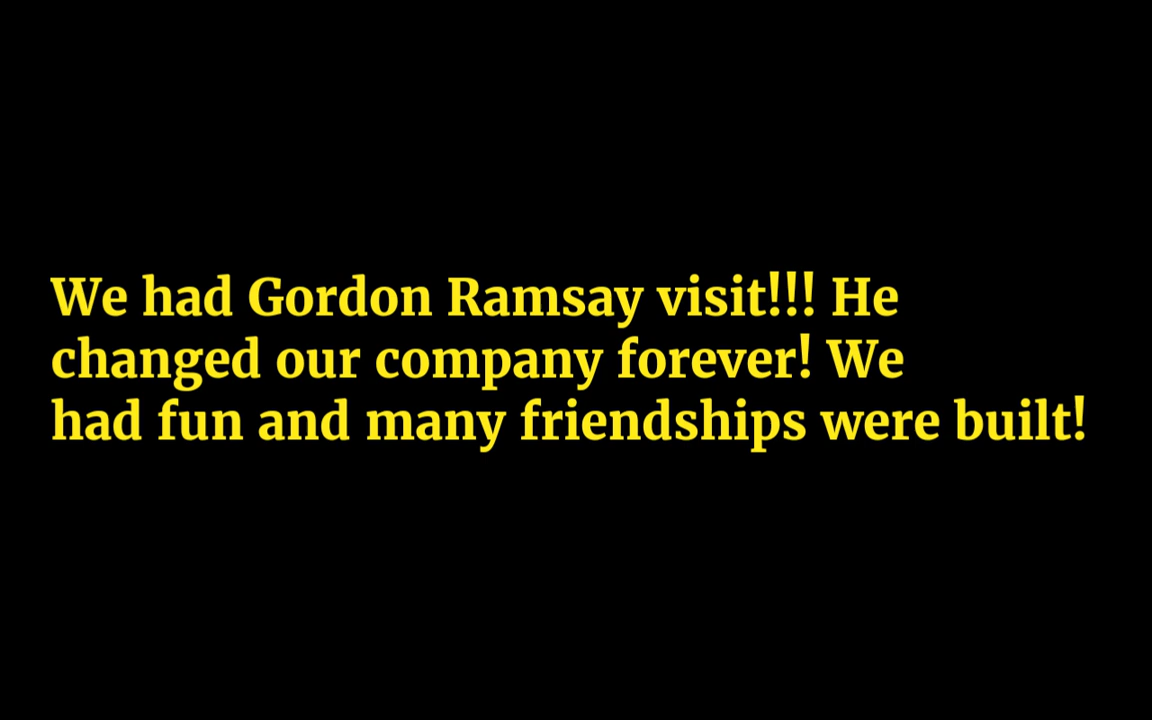 We had Gordon Ramsay visit!!! He
changed our company forever! We
had fun and many friendships were built!